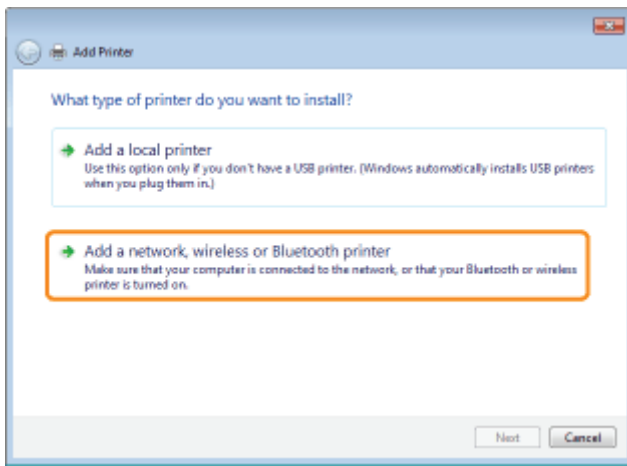 Add Printer
What type of printer do you want to install?
Add a local printer
Use this option only if you don't have a USB printer. (Windows automatically installs USB printers
when you plug them in.)
Add a network, wireless or Bluetooth printer
Make sure that your computer is connected to the network, or that your Bluetooth or wireless
printer is turned on.
Next Cancel